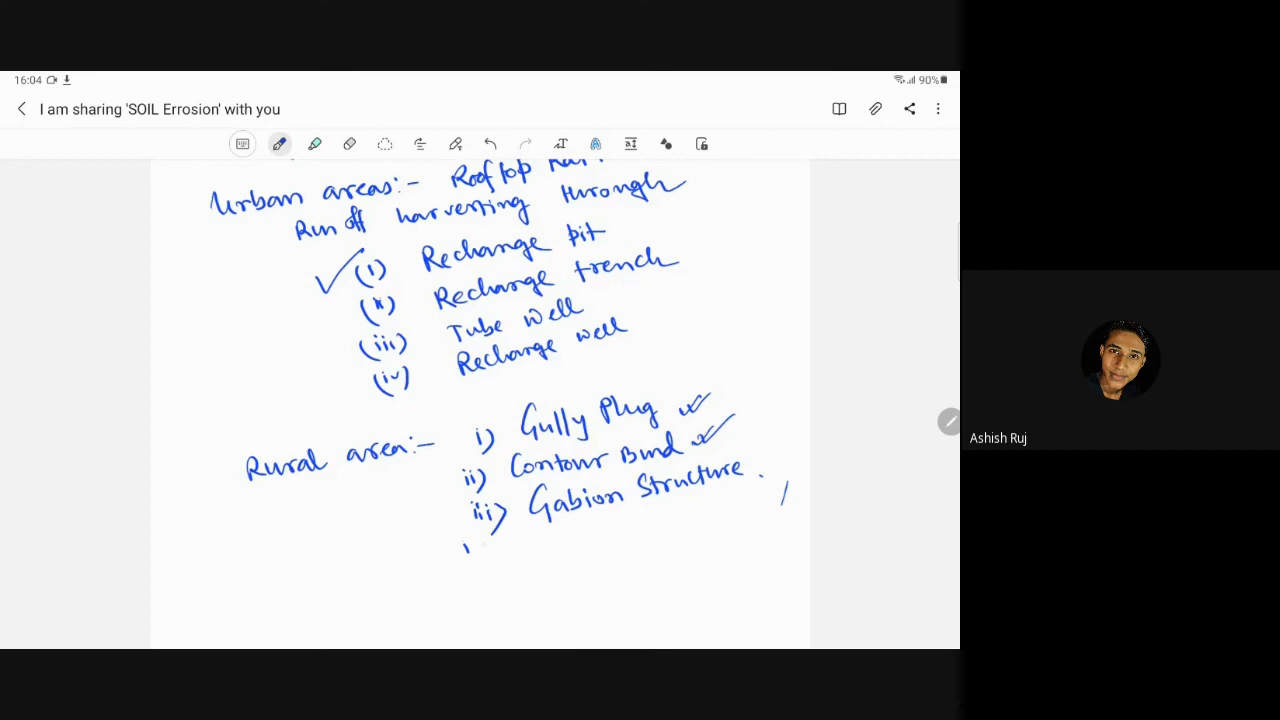 16:04
90%
I am sharing 'SOIL Errosion' with you
Urban areas:- Rooftop
Run off harvesting through
(i) Recharge pit
(ii) Recharge trench
(iii) Tube well
(iv) Recharge well
Rural area:- i) Gully Plug
ii) Contour Bund
iii) Gabion Structure.
Ashish Ruj